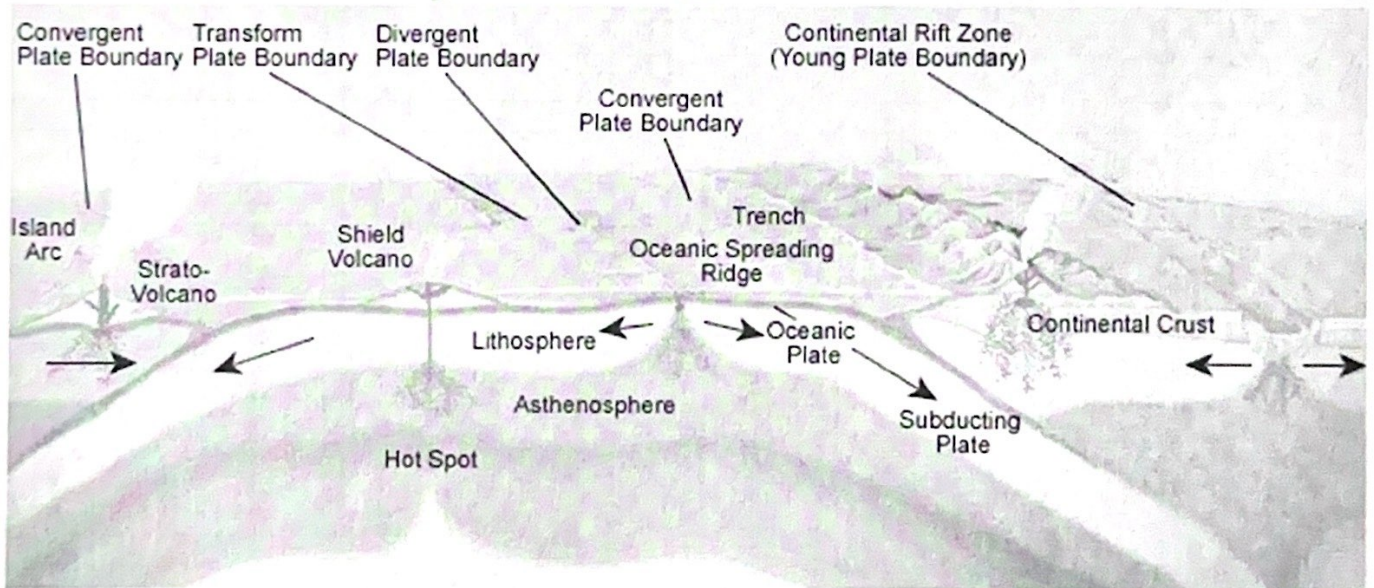 Convergent
Plate Boundary
Transform
Plate Boundary
Divergent
Plate Boundary
Continental Rift Zone
(Young Plate Boundary)
Convergent
Plate Boundary
Island
Arc
Strato-
Volcano
Shield
Volcano
Trench
Oceanic Spreading
Ridge
Lithosphere
Oceanic
Plate
Continental Crust
Asthenosphere
Subducting
Plate
Hot Spot